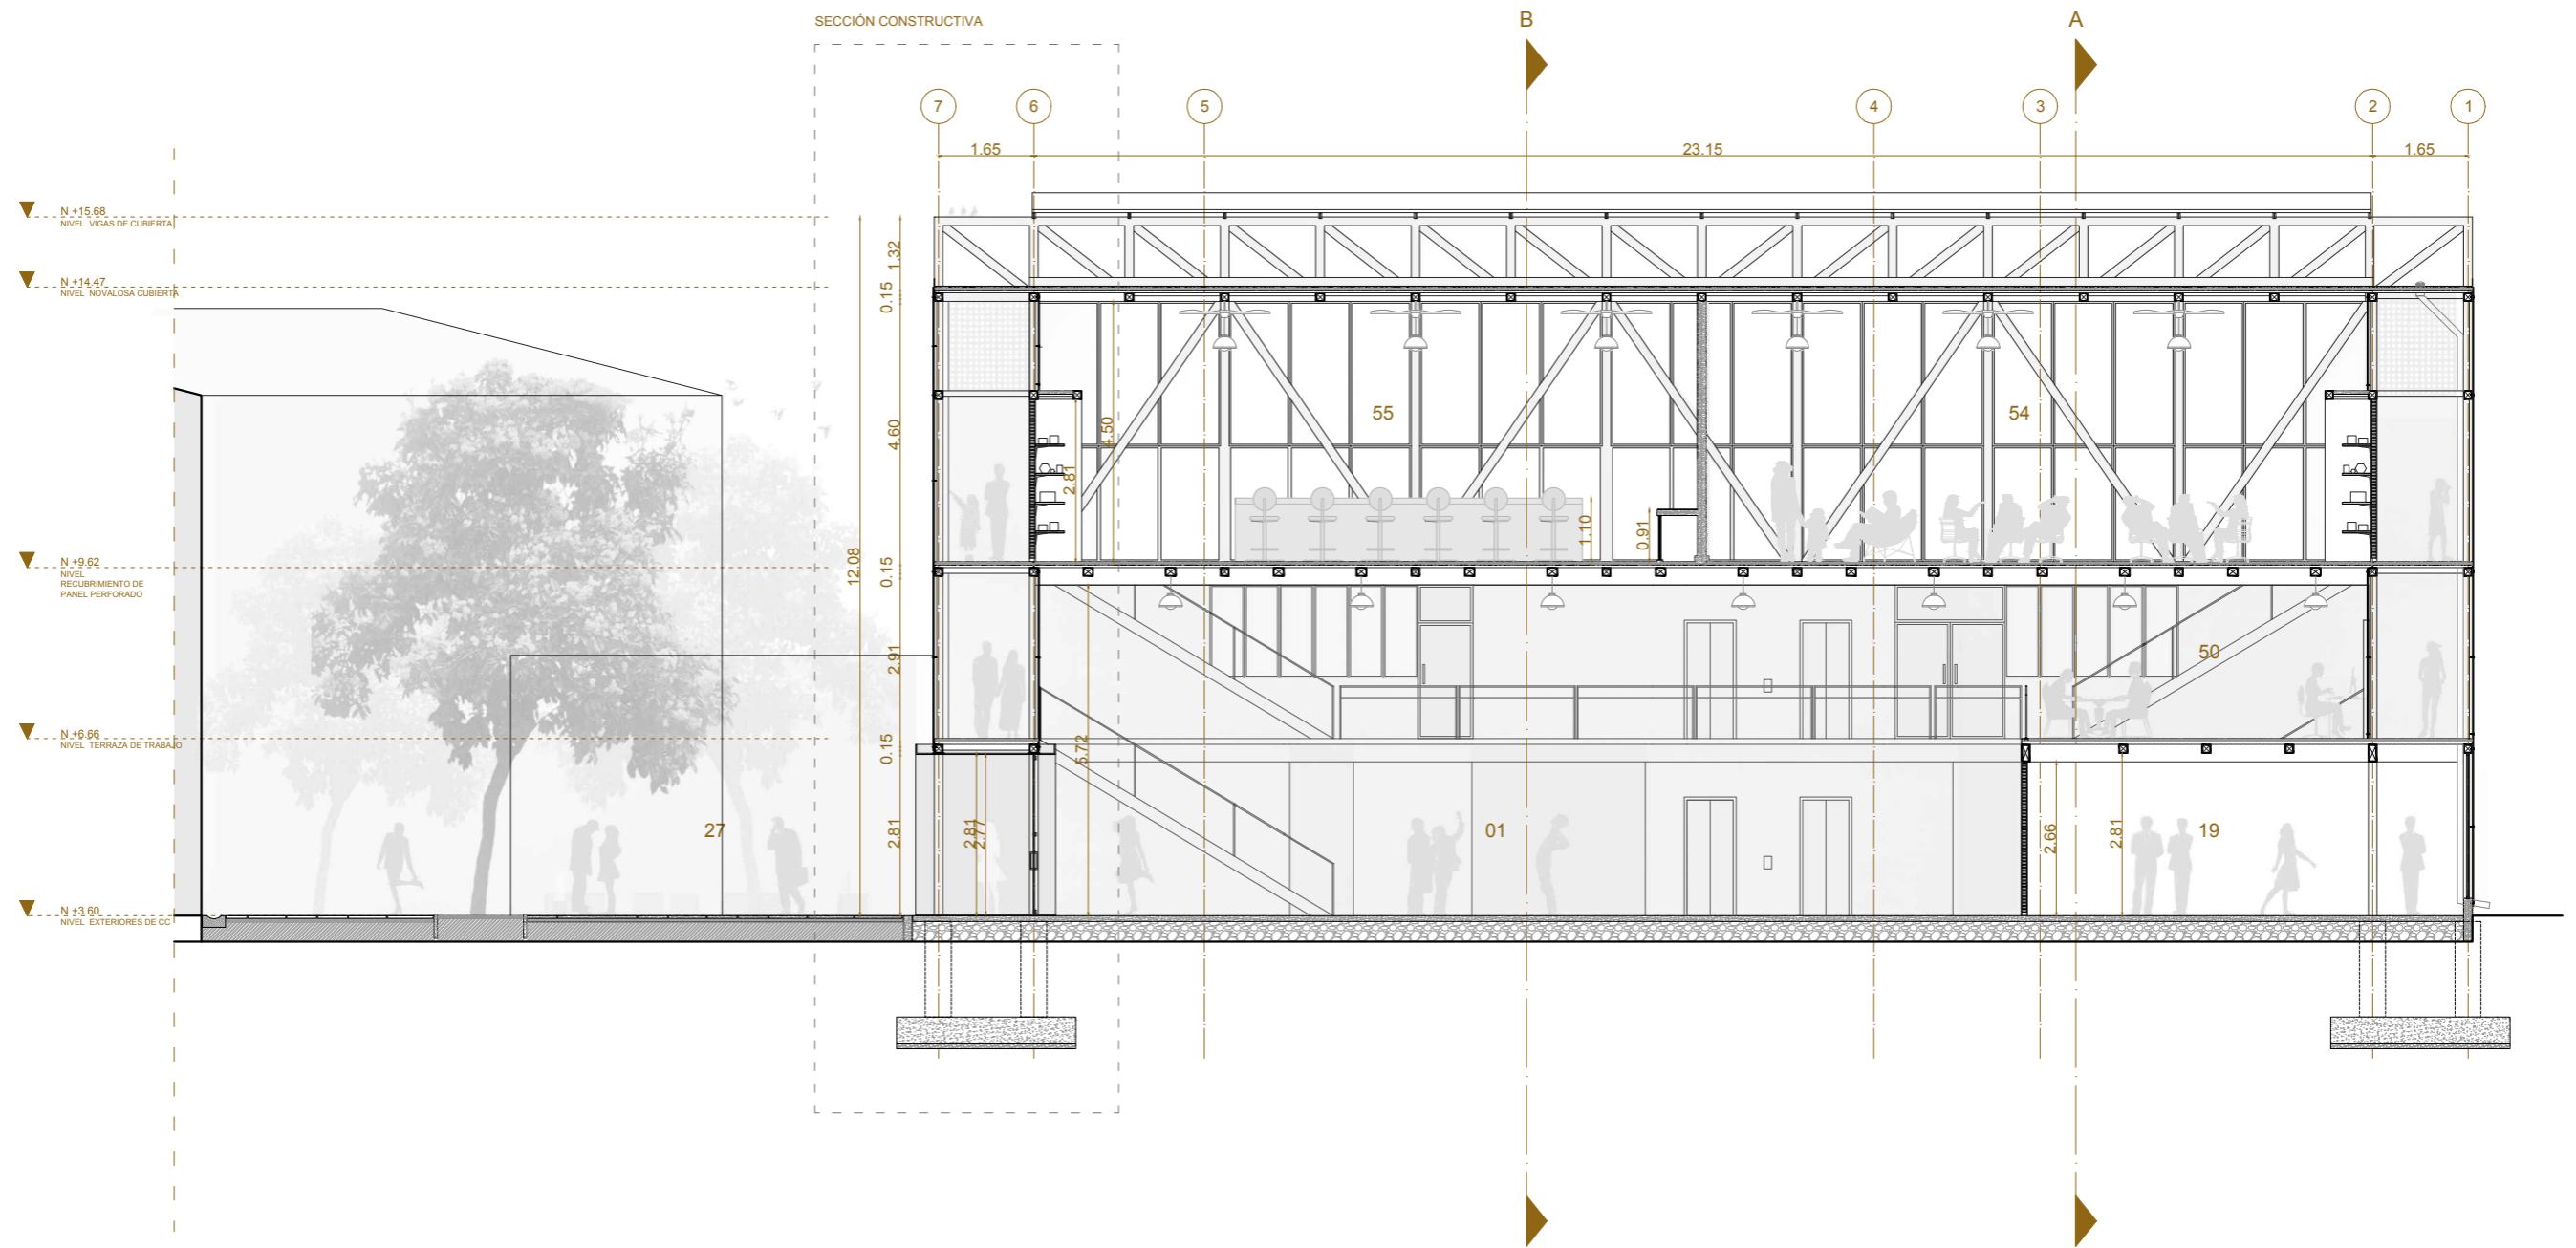 SECCIÓN CONSTRUCTIVA
B
A
7
6
5
4
3
2
1
1.65
23.15
1.65
N +15.68
NIVEL VIGAS DE CUBIERTA
N +14.47
NIVEL NOVALOSA CUBIERTA
N +9.62
NIVEL
RECUBRIMIENTO DE
PANEL PERFORADO
N +6.66
NIVEL TERRAZA DE TRABAJO
N +3.60
NIVEL EXTERIORES DE CC
12.08
1.32
0.15
4.60
0.15
2.91
0.15
2.81
4.50
2.81
1.10
0.91
5.72
2.81
2.77
2.66
2.81
55
54
50
27
01
19